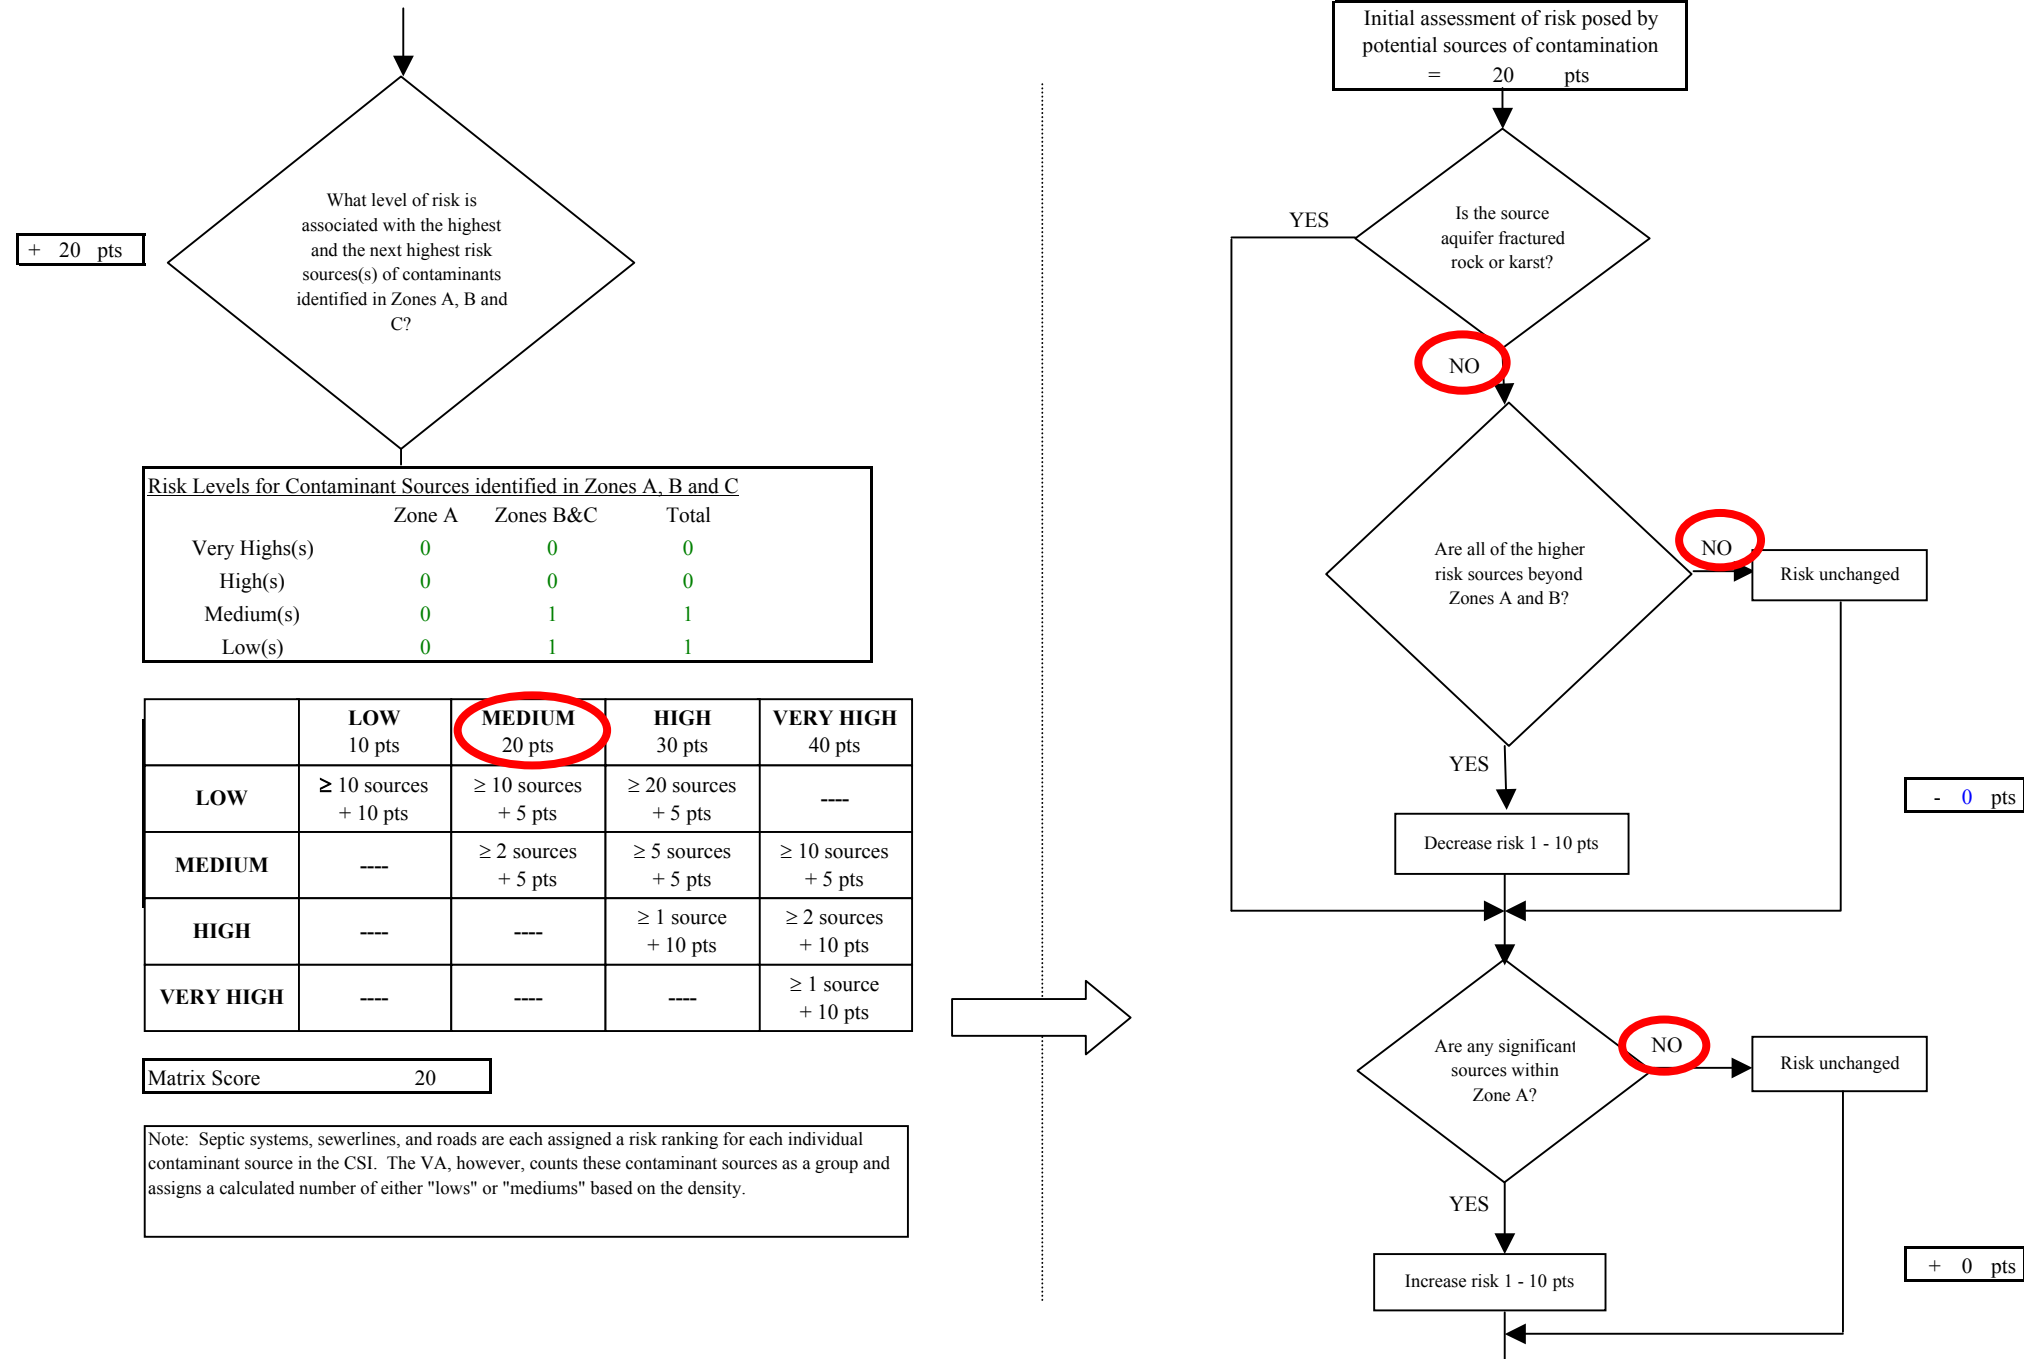 + 20 pts
What level of risk is
associated with the highest
and the next highest risk
sources(s) of contaminants
identified in Zones A, B and
C?
Risk Levels for Contaminant Sources identified in Zones A, B and C
Zone A Zones B&C Total
Very Highs(s) 0 0 0
High(s) 0 0 0
Medium(s) 0 1 1
Low(s) 0 1 1
LOW MEDIUM HIGH VERY HIGH
10 pts 20 pts 30 pts 40 pts
LOW ≥ 10 sources ≥ 10 sources ≥ 20 sources ----
+ 10 pts + 5 pts + 5 pts
MEDIUM ---- ≥ 2 sources ≥ 5 sources ≥ 10 sources
+ 5 pts + 5 pts + 5 pts
HIGH ---- ---- ≥ 1 source ≥ 2 sources
+ 10 pts + 10 pts
VERY HIGH ---- ---- ---- ≥ 1 source
+ 10 pts
Matrix Score 20
Note: Septic systems, sewerlines, and roads are each assigned a risk ranking for each individual
contaminant source in the CSI. The VA, however, counts these contaminant sources as a group and
assigns a calculated number of either "lows" or "mediums" based on the density.
Initial assessment of risk posed by
potential sources of contamination
= 20 pts
Is the source
aquifer fractured
rock or karst?
YES
NO
Are all of the higher
risk sources beyond
Zones A and B?
NO
Risk unchanged
YES
Decrease risk 1 - 10 pts
- 0 pts
Are any significant
sources within
Zone A?
NO
Risk unchanged
YES
Increase risk 1 - 10 pts
+ 0 pts